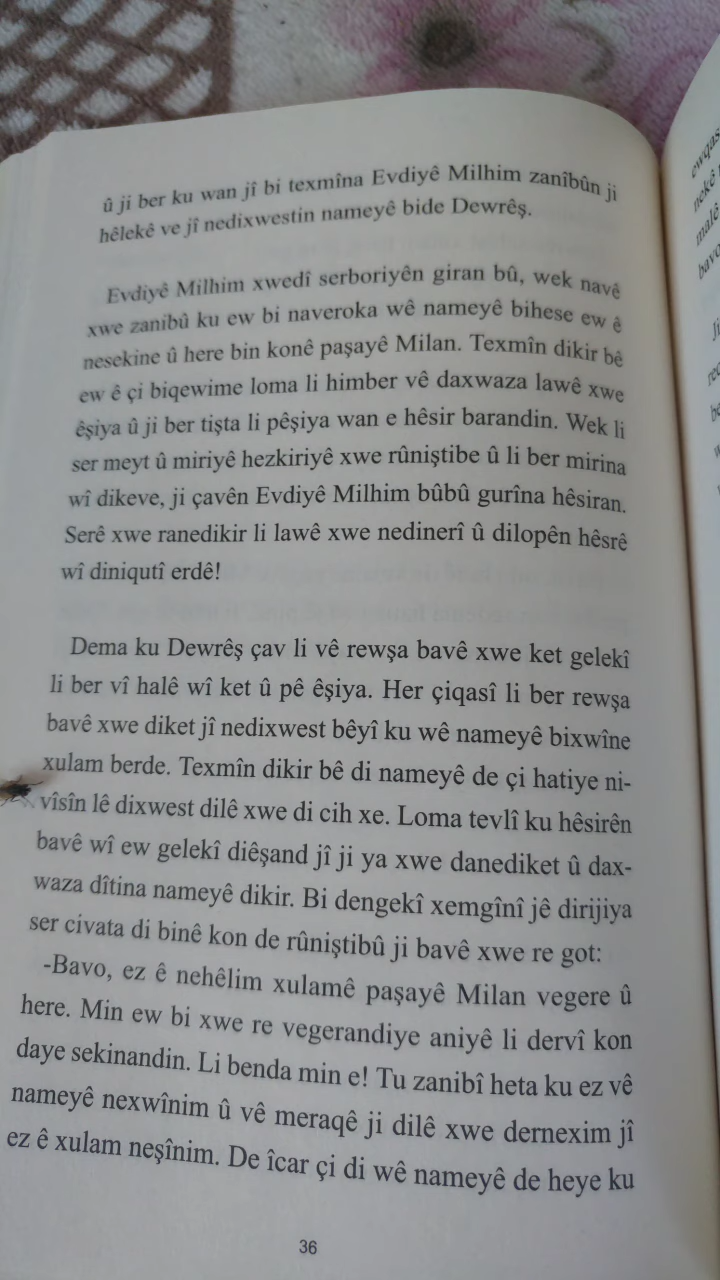 û ji ber ku wan jî bi texmîna Evdiyê Milhim zanîbûn ji
hêlekê ve jî nedixwestin nameyê bide Dewrêş.
Evdiyê Milhim xwedî serboriyên giran bû, wek navê
xwe zanibû ku ew bi naveroka wê nameyê bihese ew ê
nesekine û here bin konê paşayê Milan. Texmîn dikir bê
ew ê çi biqewime loma li himber vê daxwaza lawê xwe
êşiya û ji ber tişta li pêşiya wan e hêsir barandin. Wek li
ser meyt û miriyê hezkiriyê xwe rûniştibe û li ber mirina
wî dikeve, ji çavên Evdiyê Milhim bûbû gurîna hêsiran.
Serê xwe ranedikir li lawê xwe nedinerî û dilopên hêsrê
wî diniqutî erdê!
Dema ku Dewrêş çav li vê rewşa bavê xwe ket gelekî
li ber vî halê wî ket û pê êşiya. Her çiqasî li ber rewşa
bavê xwe diket jî nedixwest bêyî ku wê nameyê bixwîne
xulam berde. Texmîn dikir bê di nameyê de çi hatiye ni-
vîsîn lê dixwest dilê xwe di cih xe. Loma tevlî ku hêsirên
bavê wî ew gelekî diêşand jî ji ya xwe danediket û dax-
waza dîtina nameyê dikir. Bi dengekî xemgînî jê dirijiya
ser civata di binê kon de rûniştibû ji bavê xwe re got:
-Bavo, ez ê nehêlim xulamê paşayê Milan vegere û
here. Min ew bi xwe re vegerandiye aniyê li dervî kon
daye sekinandin. Li benda min e! Tu zanibî heta ku ez vê
nameyê nexwînim û vê meraqê ji dilê xwe dernexim jî
ez ê xulam neşînim. De îcar çi di wê nameyê de heye ku
36
ewqas
nekê
malê
bavo